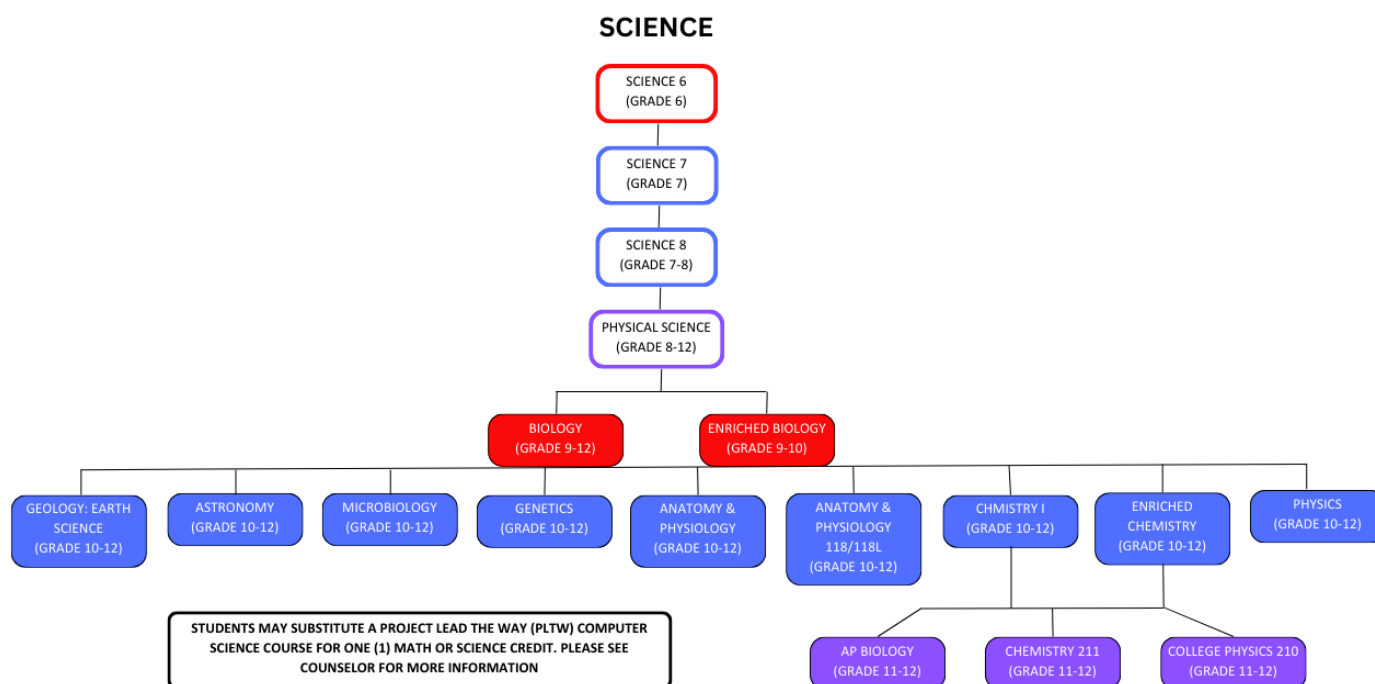 SCIENCE
SCIENCE 6
(GRADE 6)
SCIENCE 7
(GRADE 7)
SCIENCE 8
(GRADE 7-8)
PHYSICAL SCIENCE
(GRADE 8-12)
BIOLOGY
(GRADE 9-12)
ENRICHED BIOLOGY
(GRADE 9-10)
GEOLOGY: EARTH
SCIENCE
(GRADE 10-12)
ASTRONOMY
(GRADE 10-12)
MICROBIOLOGY
(GRADE 10-12)
GENETICS
(GRADE 10-12)
ANATOMY &
PHYSIOLOGY
(GRADE 10-12)
ANATOMY &
PHYSIOLOGY
118/118L
(GRADE 10-12)
CHMISTRY I
(GRADE 10-12)
ENRICHED
CHEMISTRY
(GRADE 10-12)
PHYSICS
(GRADE 10-12)
STUDENTS MAY SUBSTITUTE A PROJECT LEAD THE WAY (PLTW) COMPUTER
SCIENCE COURSE FOR ONE (1) MATH OR SCIENCE CREDIT. PLEASE SEE
COUNSELOR FOR MORE INFORMATION
AP BIOLOGY
(GRADE 11-12)
CHEMISTRY 211
(GRADE 11-12)
COLLEGE PHYSICS 210
(GRADE 11-12)